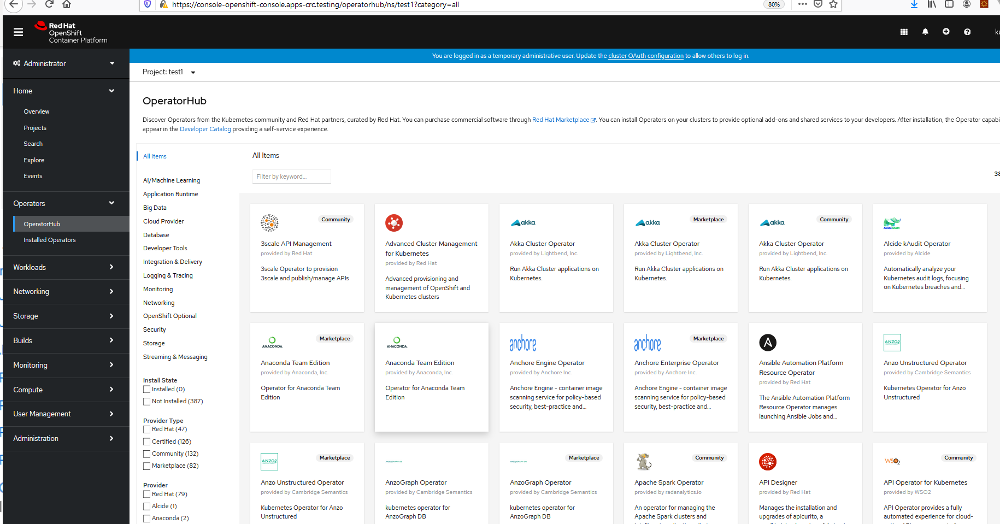 https://console-openshift-console.apps-crc.testing/operatorhub/ns/test1?category=all
80%
Red Hat
OpenShift
Container Platform
You are logged in as a temporary administrative user. Update the cluster OAuth configuration to allow others to log in.
Administrator
Project: test1
Home
Overview
Projects
Search
Explore
Events
Operators
OperatorHub
Installed Operators
Workloads
Networking
Storage
Builds
Monitoring
Compute
User Management
Administration
OperatorHub
Discover Operators from the Kubernetes community and Red Hat partners, curated by Red Hat. You can purchase commercial software through Red Hat Marketplace. You can install Operators on your clusters to provide optional add-ons and shared services to your developers. After installation, the Operator capabi
appear in the Developer Catalog providing a self-service experience.
All Items
AI/Machine Learning
Application Runtime
Big Data
Cloud Provider
Database
Developer Tools
Integration & Delivery
Logging & Tracing
Monitoring
Networking
OpenShift Optional
Security
Storage
Streaming & Messaging
Install State
Installed (0)
Not Installed (387)
Provider Type
Red Hat (47)
Certified (126)
Community (132)
Marketplace (82)
Provider
Red Hat (79)
Alcide (1)
Anaconda (2)
All Items
Filter by keyword...
38
Community
3scale API Management
provided by Red Hat
3scale Operator to provision
3scale and publish/manage APIs
Advanced Cluster Management
for Kubernetes
provided by Red Hat
Advanced provisioning and
management of OpenShift and
Kubernetes clusters
akka
Akka Cluster Operator
provided by Lightbend, Inc.
Run Akka Cluster applications on
Kubernetes.
akka
Marketplace
Akka Cluster Operator
provided by Lightbend, Inc.
Run Akka Cluster applications on
Kubernetes.
akka
Community
Akka Cluster Operator
provided by Lightbend, Inc.
Run Akka Cluster applications on
Kubernetes.
Alcide kAudit
Alcide kAudit Operator
provided by Alcide
Automatically analyze your
Kubernetes audit logs, focusing
on Kubernetes breaches and...
ANACONDA.
Marketplace
Anaconda Team Edition
provided by Anaconda, Inc.
Operator for Anaconda Team
Edition
ANACONDA.
Anaconda Team Edition
provided by Anaconda, Inc.
Operator for Anaconda Team
Edition
anchore
Anchore Engine Operator
provided by Anchore Inc.
Anchore Engine - container image
scanning service for policy-based
security, best-practice and...
anchore
Marketplace
Anchore Enterprise Operator
provided by Anchore Inc.
Anchore Engine - container image
scanning service for policy-based
security, best-practice and...
A
Ansible Automation Platform
Resource Operator
provided by Red Hat
The Ansible Automation Platform
Resource Operator manages
launching Ansible Jobs and...
ANZO
Anzo Unstructured Operator
provided by Cambridge Semantics
Kubernetes Operator for Anzo
Unstructured
ANZO
Marketplace
Anzo Unstructured Operator
provided by Cambridge Semantics
Kubernetes Operator for Anzo
Unstructured
AnzoGraph Operator
provided by Cambridge Semantics
kubernetes operator for
AnzoGraph DB
Marketplace
AnzoGraph Operator
provided by Cambridge Semantics
kubernetes operator for
AnzoGraph DB
Community
Apache Spark Operator
provided by radanalytics.io
An operator for managing the
Apache Spark clusters and
API Designer
provided by Red Hat
Manages the installation and
upgrades of apicurito, a
WSO2
Community
API Operator for Kubernetes
provided by WSO2
API Operator provides a fully
automated experience for cloud-